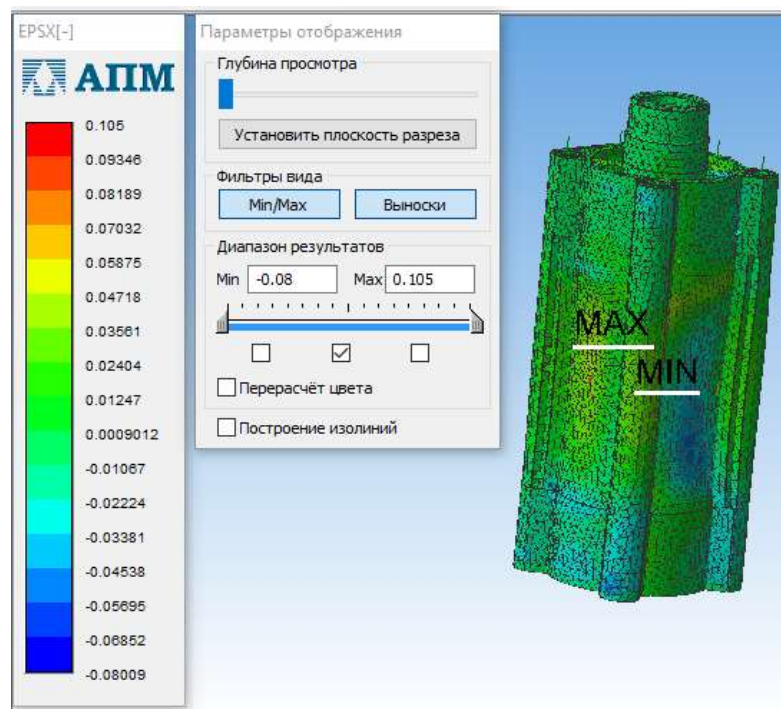 EPSX[-]
АПМ
0.105
0.09346
0.08189
0.07032
0.05875
0.04718
0.03561
0.02404
0.01247
0.0009012
-0.01067
-0.02224
-0.03381
-0.04538
-0.05695
-0.06852
-0.08009
Параметры отображения
Глубина просмотра
Установить плоскость разреза
Фильтры вида
Min/Max Выноски
Диапазон результатов
Min -0.08 Max 0.105
Перерасчёт цвета
Построение изолиний
MAX
MIN